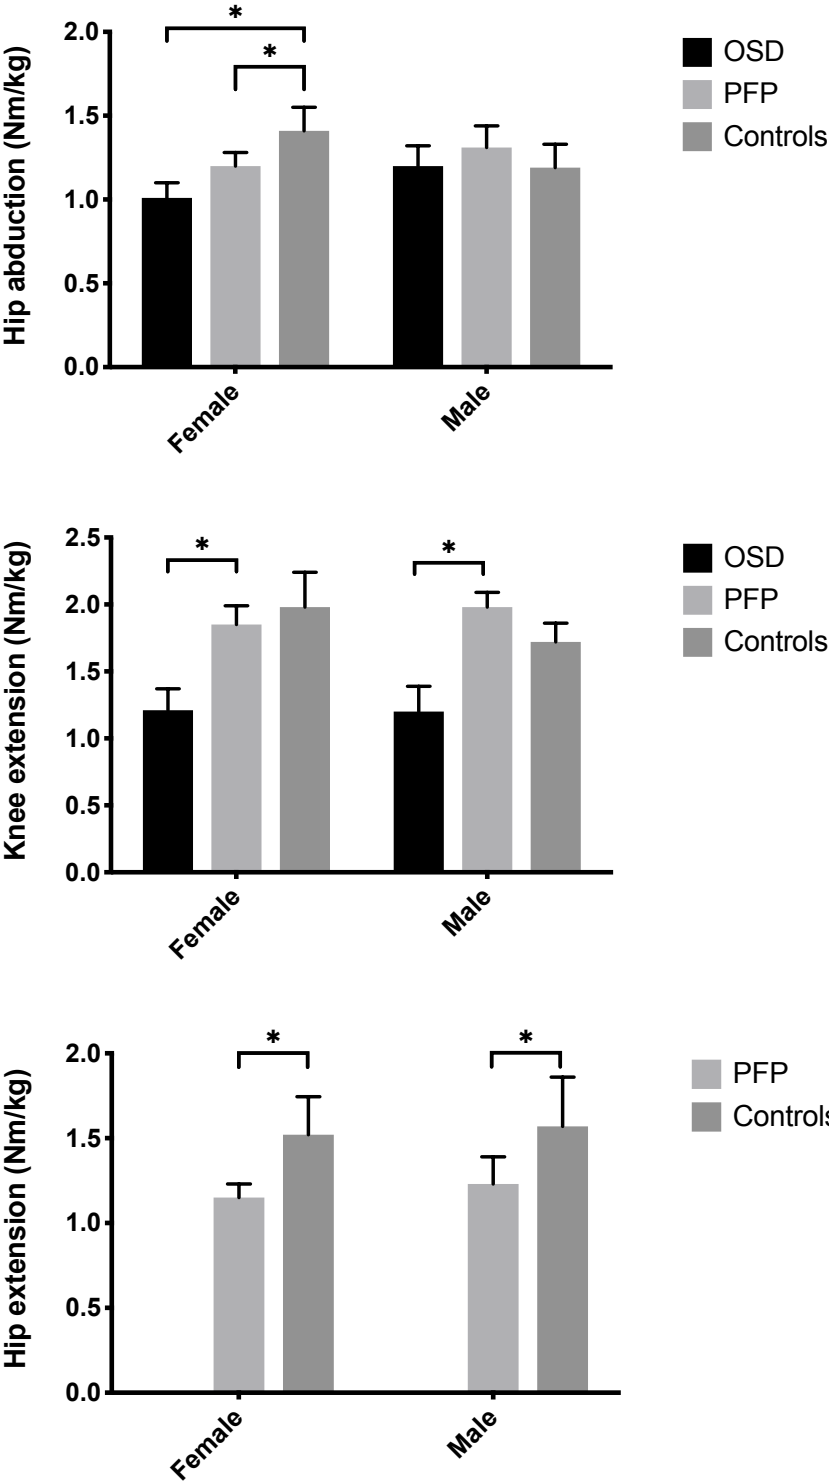 *
*
Hip abduction (Nm/kg)
2.0
1.5
1.0
0.5
0.0
Female
Male
OSD
PFP
Controls
*
*
Knee extension (Nm/kg)
2.5
2.0
1.5
1.0
0.5
0.0
Female
Male
OSD
PFP
Controls
*
*
Hip extension (Nm/kg)
2.0
1.5
1.0
0.5
0.0
Female
Male
PFP
Controls